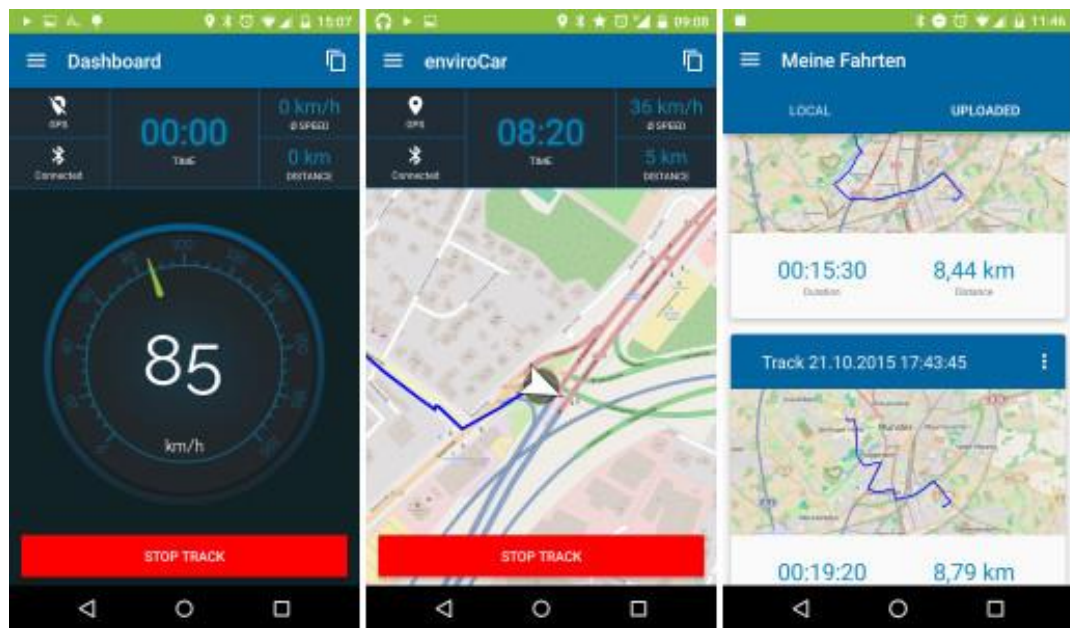 15:07
Dashboard
GPS
00:00
TIME
0 km/h
Ø SPEED
Connected
0 km
DISTANCE
100
85
km/h
STOP TRACK
09:08
enviroCar
GPS
08:20
TIME
36 km/h
Ø SPEED
Connected
5 km
DISTANCE
STOP TRACK
11:46
Meine Fahrten
LOCAL
UPLOADED
00:15:30
8,44 km
Duration
Distance
Track 21.10.2015 17:43:45
Münster
00:19:20
8,79 km